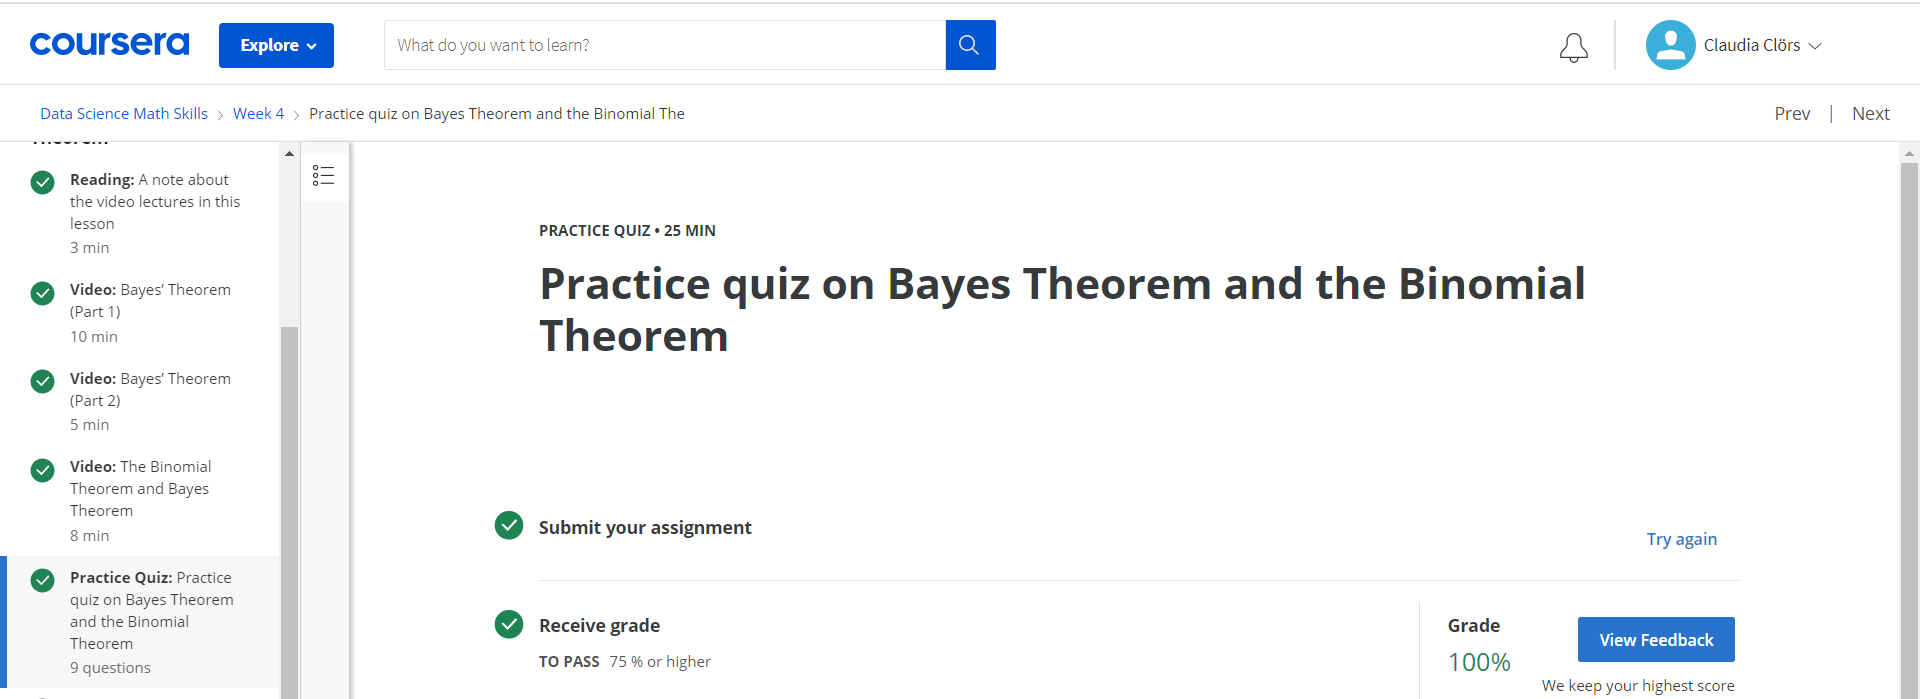 coursera
Explore
What do you want to learn?
Claudia Clörs
Data Science Math Skills
Week 4
Practice quiz on Bayes Theorem and the Binomial The
Prev
Next
Theorem
Reading: A note about
the video lectures in this
lesson
3 min
Video: Bayes’ Theorem
(Part 1)
10 min
Video: Bayes’ Theorem
(Part 2)
5 min
Video: The Binomial
Theorem and Bayes
Theorem
8 min
Practice Quiz: Practice
quiz on Bayes Theorem
and the Binomial
Theorem
9 questions
PRACTICE QUIZ • 25 MIN
Practice quiz on Bayes Theorem and the Binomial
Theorem
Submit your assignment
Try again
Receive grade
TO PASS 75 % or higher
Grade
100%
View Feedback
We keep your highest score